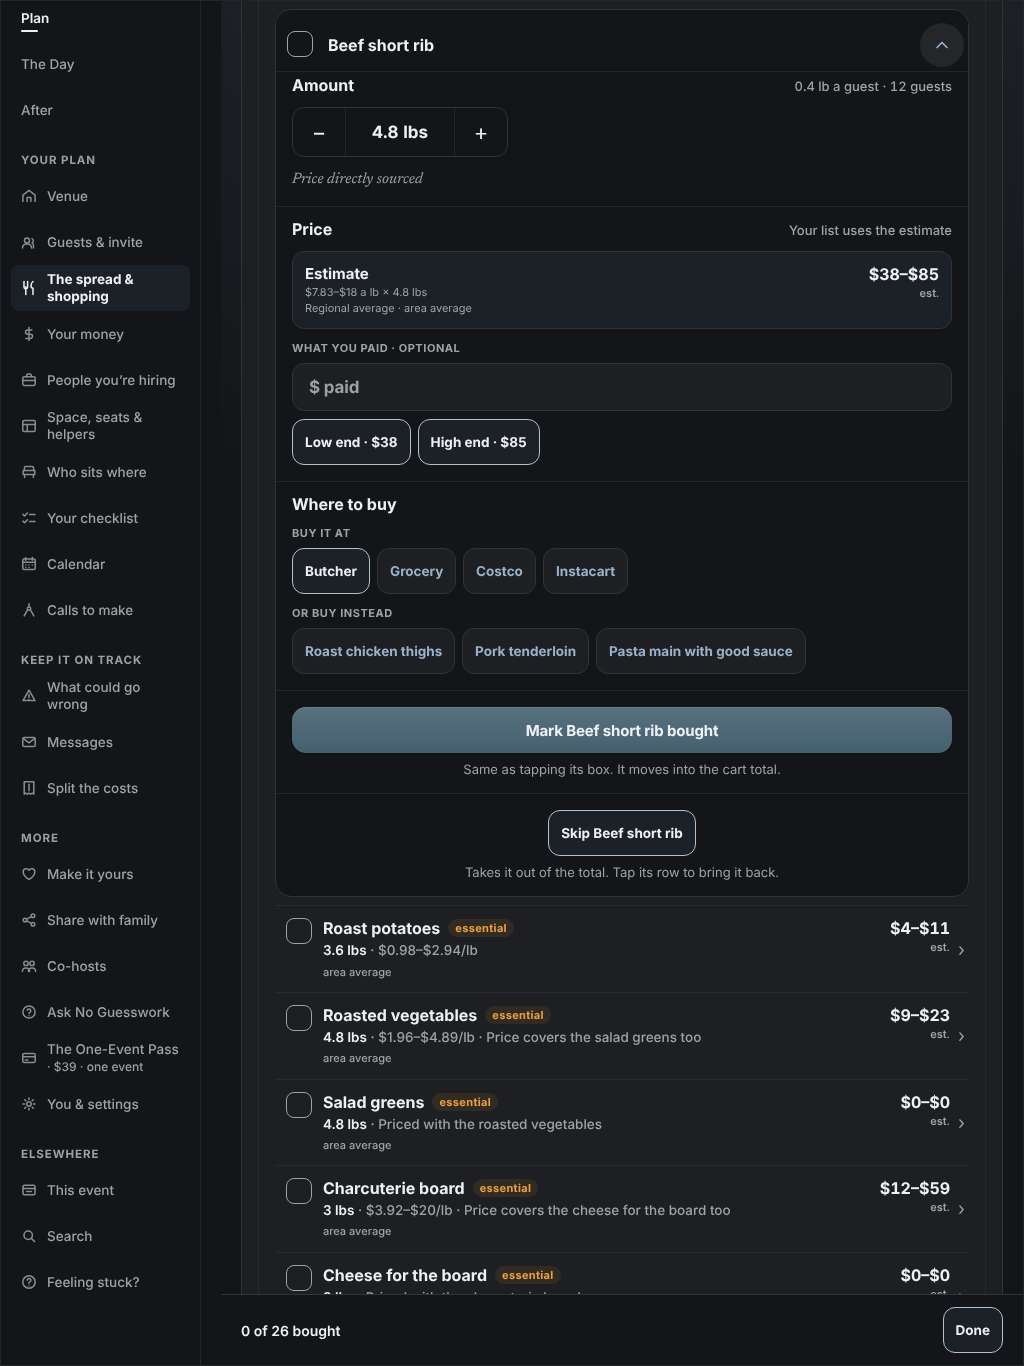 Plan
The Day
After
YOUR PLAN
Venue
Guests & invite
The spread &
shopping
Your money
People you're hiring
Space, seats &
helpers
Who sits where
Your checklist
Calendar
Calls to make
KEEP IT ON TRACK
What could go
wrong
Messages
Split the costs
MORE
Make it yours
Share with family
Co-hosts
Ask No Guesswork
The One-Event Pass
· $39 · one event
You & settings
ELSEWHERE
This event
Search
Feeling stuck?
Beef short rib
Amount
0.4 lb a guest · 12 guests
− 4.8 lbs +
Price directly sourced
Price
Your list uses the estimate
Estimate
$38–$85
$7.83–$18 a lb × 4.8 lbs
est.
Regional average · area average
WHAT YOU PAID · OPTIONAL
$ paid
Low end · $38
High end · $85
Where to buy
BUY IT AT
Butcher
Grocery
Costco
Instacart
OR BUY INSTEAD
Roast chicken thighs
Pork tenderloin
Pasta main with good sauce
Mark Beef short rib bought
Same as tapping its box. It moves into the cart total.
Skip Beef short rib
Takes it out of the total. Tap its row to bring it back.
Roast potatoes essential
$4–$11
3.6 lbs · $0.98–$2.94/lb
est.
area average
Roasted vegetables essential
$9–$23
4.8 lbs · $1.96–$4.89/lb · Price covers the salad greens too
est.
area average
Salad greens essential
$0–$0
4.8 lbs · Priced with the roasted vegetables
est.
area average
Charcuterie board essential
$12–$59
3 lbs · $3.92–$20/lb · Price covers the cheese for the board too
est.
area average
Cheese for the board essential
$0–$0
0 of 26 bought
Done